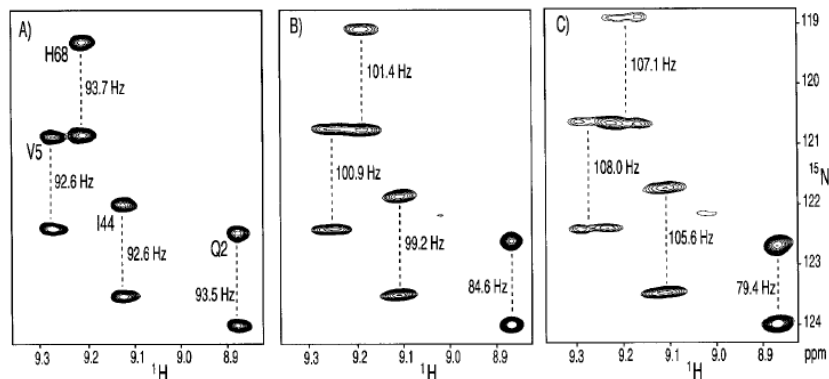 A)
H68
93.7 Hz
V5
92.6 Hz
I44
92.6 Hz
Q2
93.5 Hz
9.3 9.2 9.1 9.0 8.9
¹H
B)
101.4 Hz
100.9 Hz
99.2 Hz
84.6 Hz
9.3 9.2 9.1 9.0 8.9
¹H
C)
107.1 Hz
108.0 Hz
105.6 Hz
79.4 Hz
9.3 9.2 9.1 9.0 8.9 ppm
¹H
119
120
121
¹⁵N
122
123
124